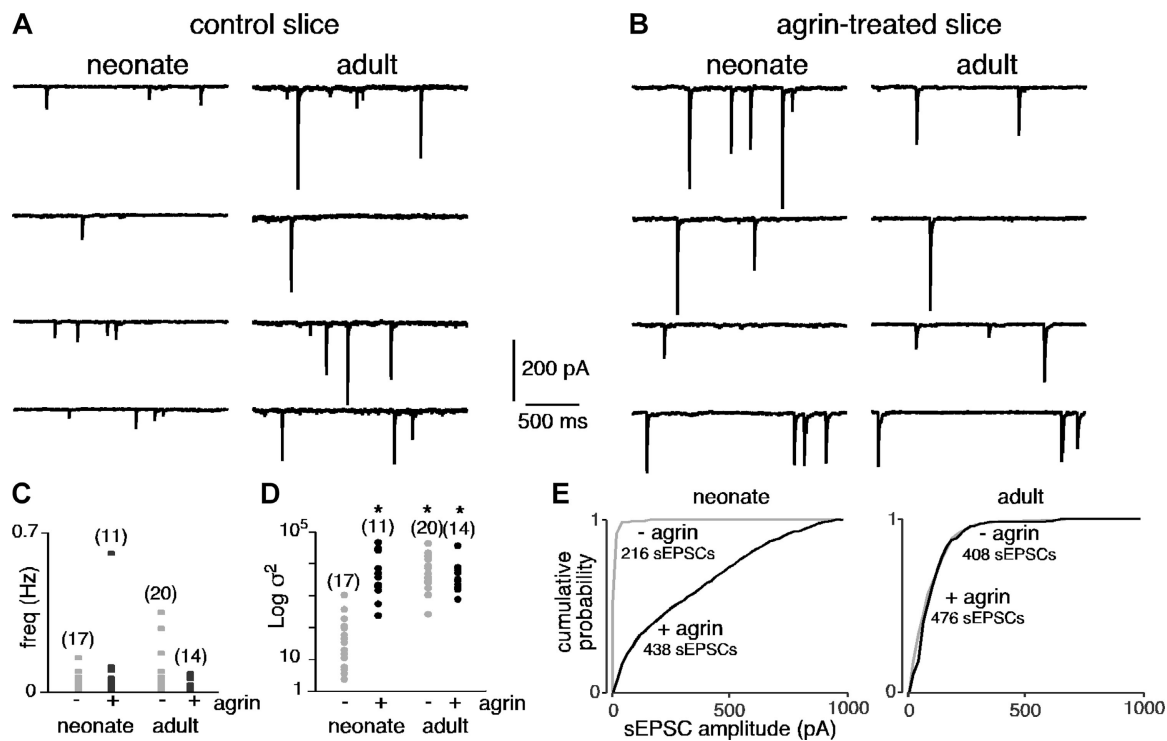 A
control slice
neonate
adult
B
agrin-treated slice
neonate
adult
200 pA
500 ms
C
0.7
freq (Hz)
0
(17)
(11)
(20)
(14)
- + - + agrin
neonate adult
D
10⁵
Log σ²
10
1
(17)
*
(11)
*
(20)
*
(14)
- + - + agrin
neonate adult
E
neonate
1
cumulative
probability
0
- agrin
216 sEPSCs
+ agrin
438 sEPSCs
0 500 1000
sEPSC amplitude (pA)
adult
1
0
- agrin
408 sEPSCs
+ agrin
476 sEPSCs
0 500 1000